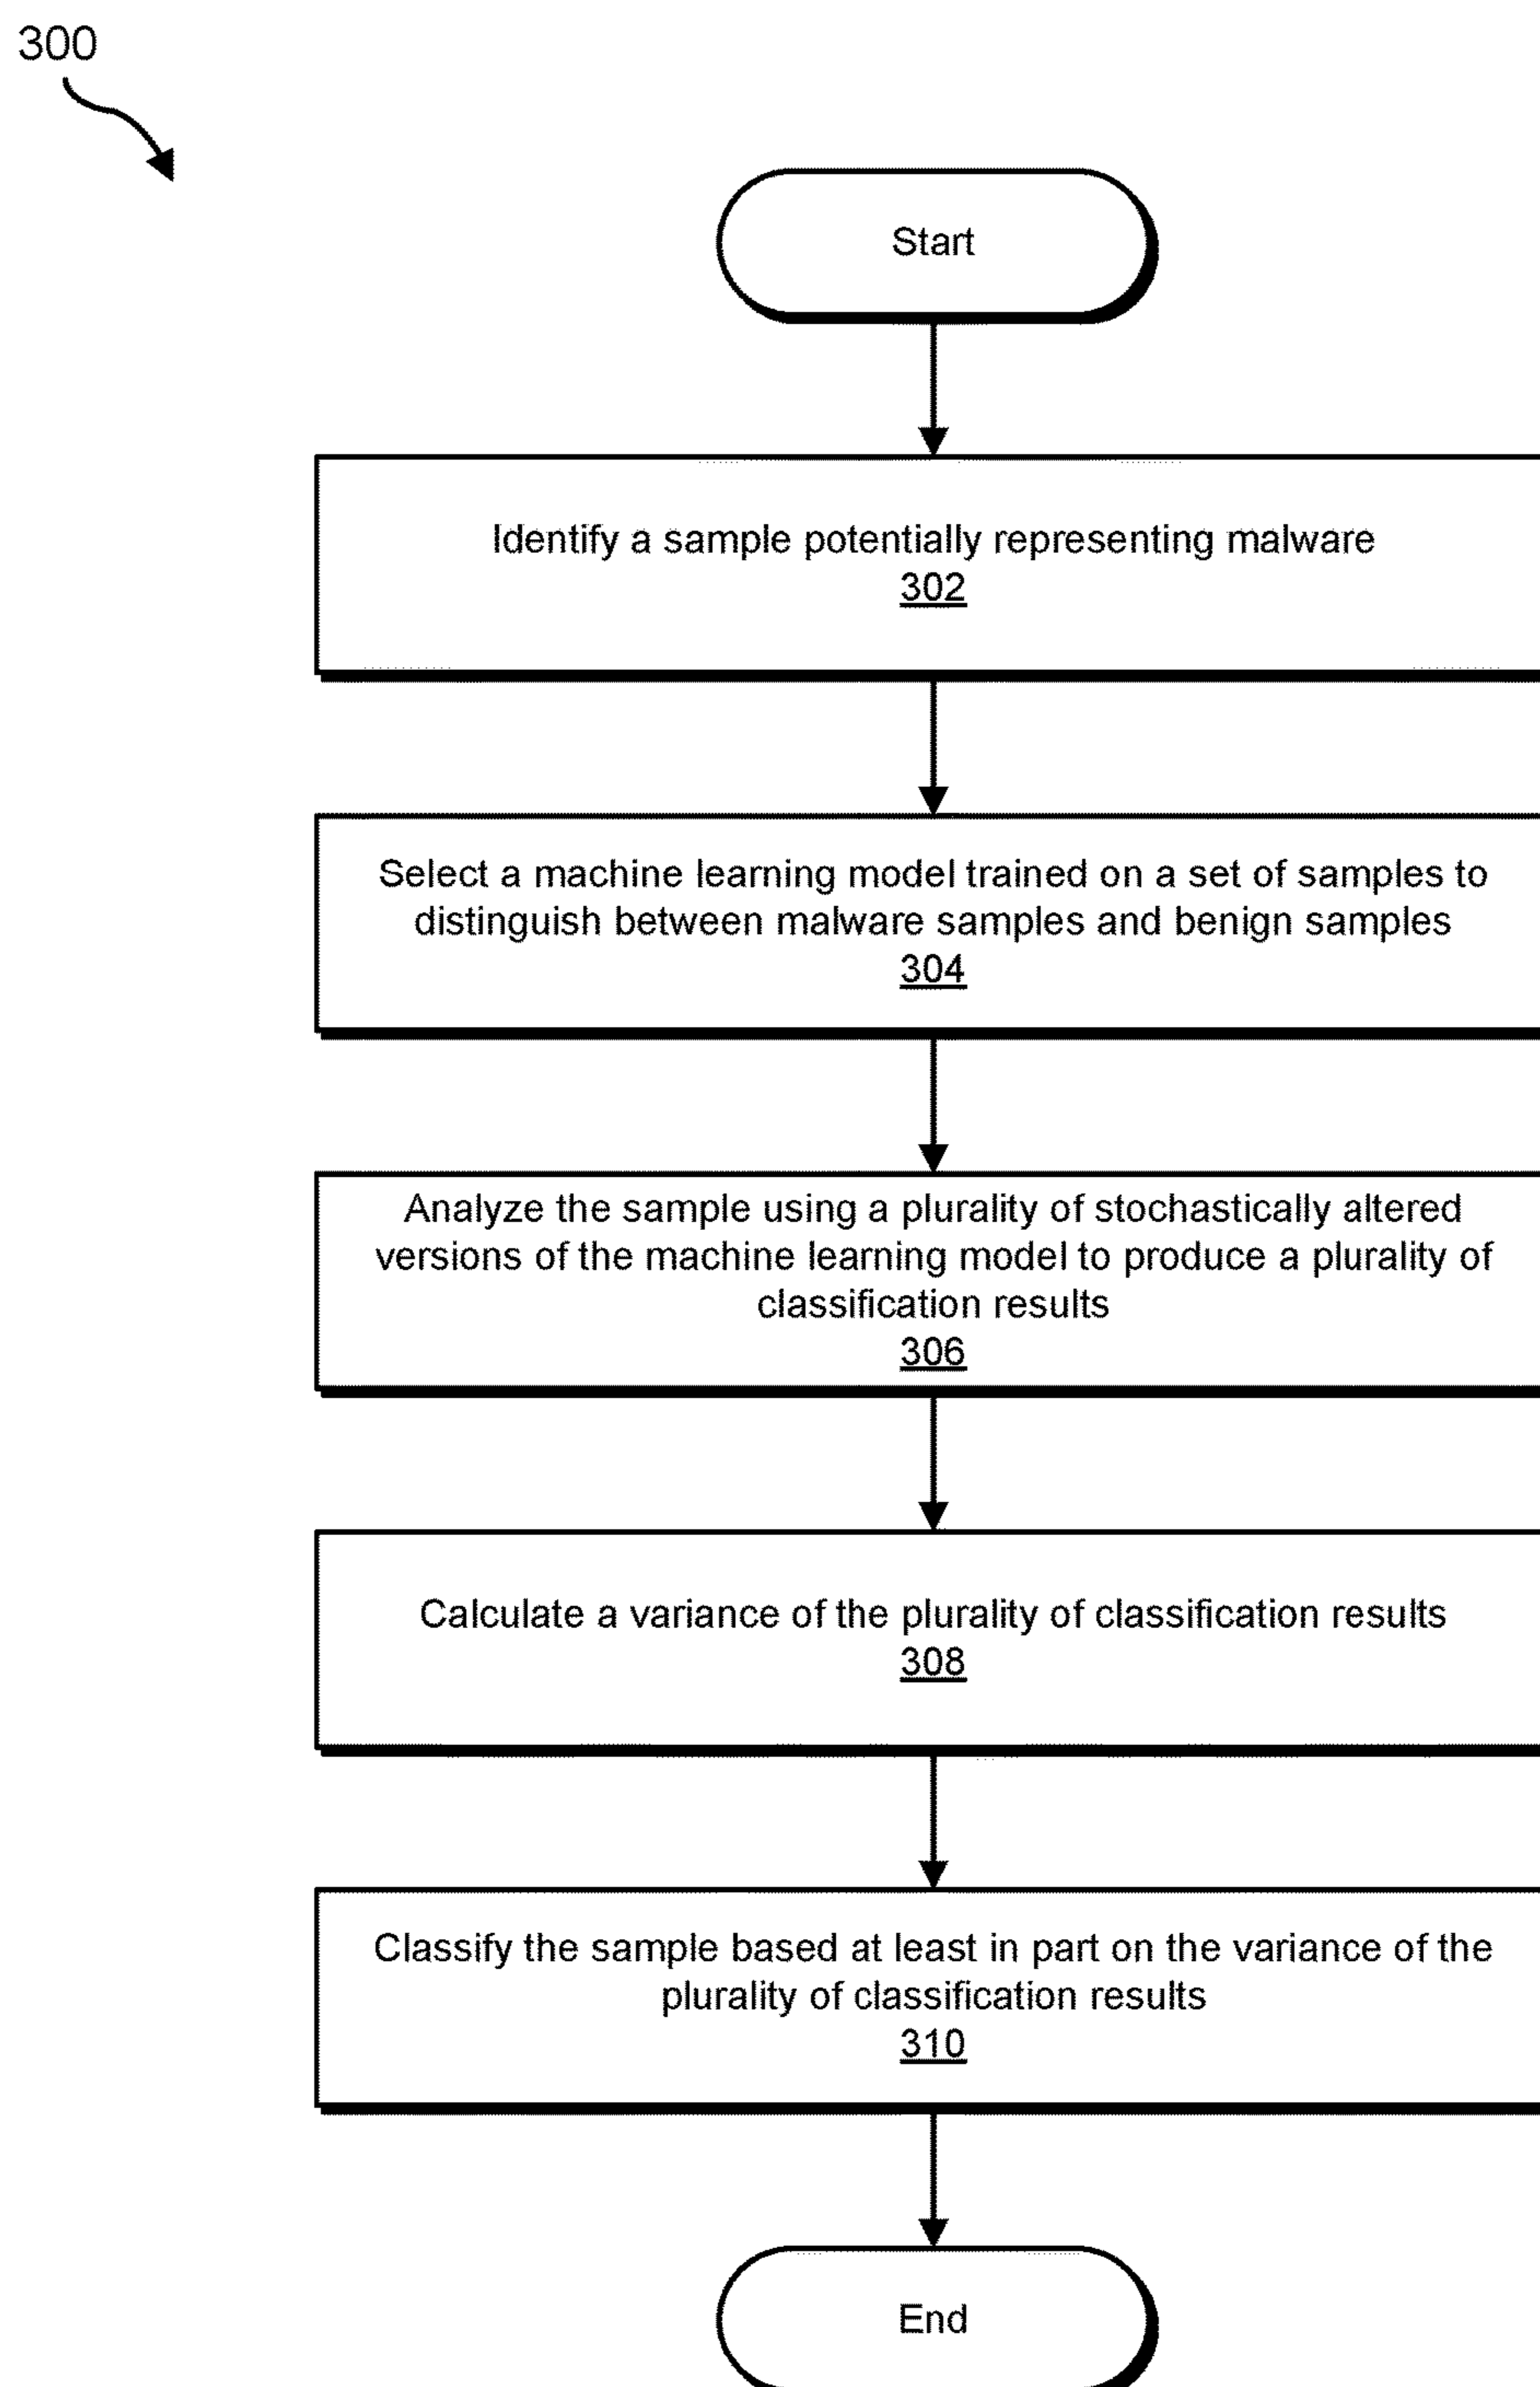 300
Start
Identify a sample potentially representing malware
302
Select a machine learning model trained on a set of samples to
distinguish between malware samples and benign samples
304
Analyze the sample using a plurality of stochastically altered
versions of the machine learning model to produce a plurality of
classification results
306
Calculate a variance of the plurality of classification results
308
Classify the sample based at least in part on the variance of the
plurality of classification results
310
End